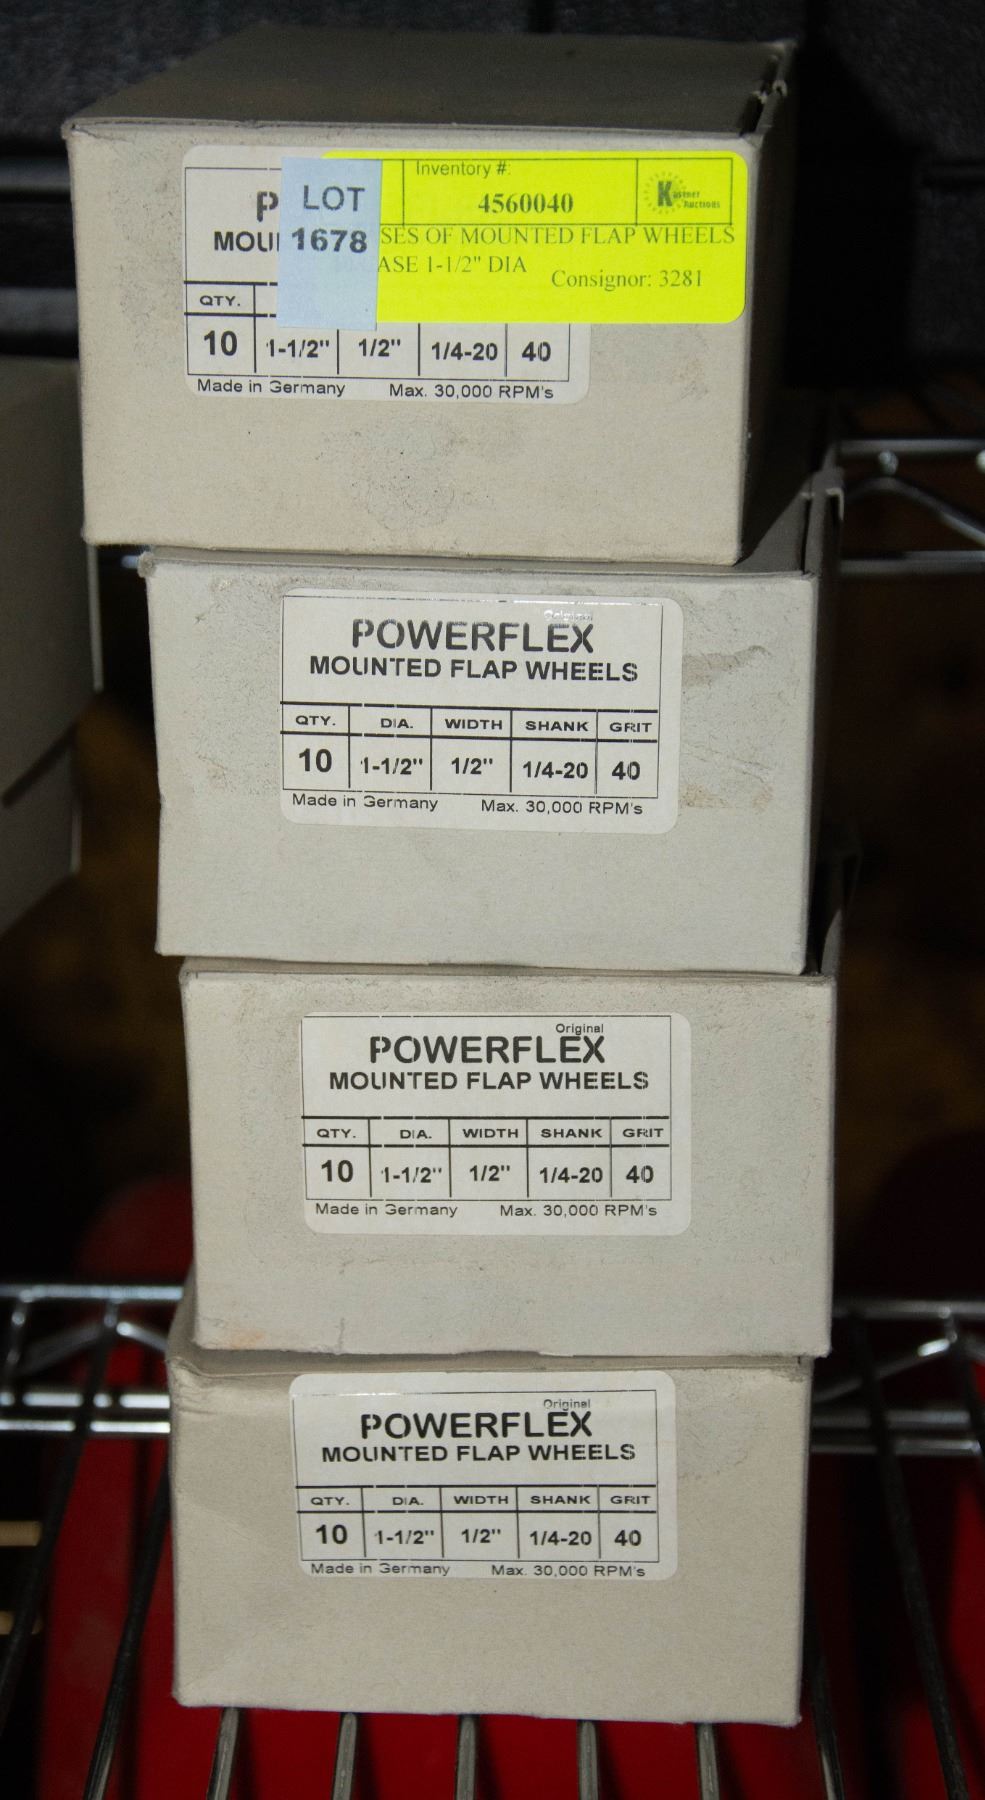 P
MOU
LOT
1678
Inventory #:
4560040
Kastner
Auctions
SES OF MOUNTED FLAP WHEELS
ASE 1-1/2" DIA
Consignor: 3281
QTY.
10 1-1/2" 1/2" 1/4-20 40
Made in Germany Max. 30,000 RPM's
Original
POWERFLEX
MOUNTED FLAP WHEELS
QTY. DIA. WIDTH SHANK GRIT
10 1-1/2" 1/2" 1/4-20 40
Made in Germany Max. 30,000 RPM's
Original
POWERFLEX
MOUNTED FLAP WHEELS
QTY. DIA. WIDTH SHANK GRIT
10 1-1/2" 1/2" 1/4-20 40
Made in Germany Max. 30,000 RPM's
Original
POWERFLEX
MOUNTED FLAP WHEELS
QTY. DIA. WIDTH SHANK GRIT
10 1-1/2" 1/2" 1/4-20 40
Made in Germany Max. 30,000 RPM's